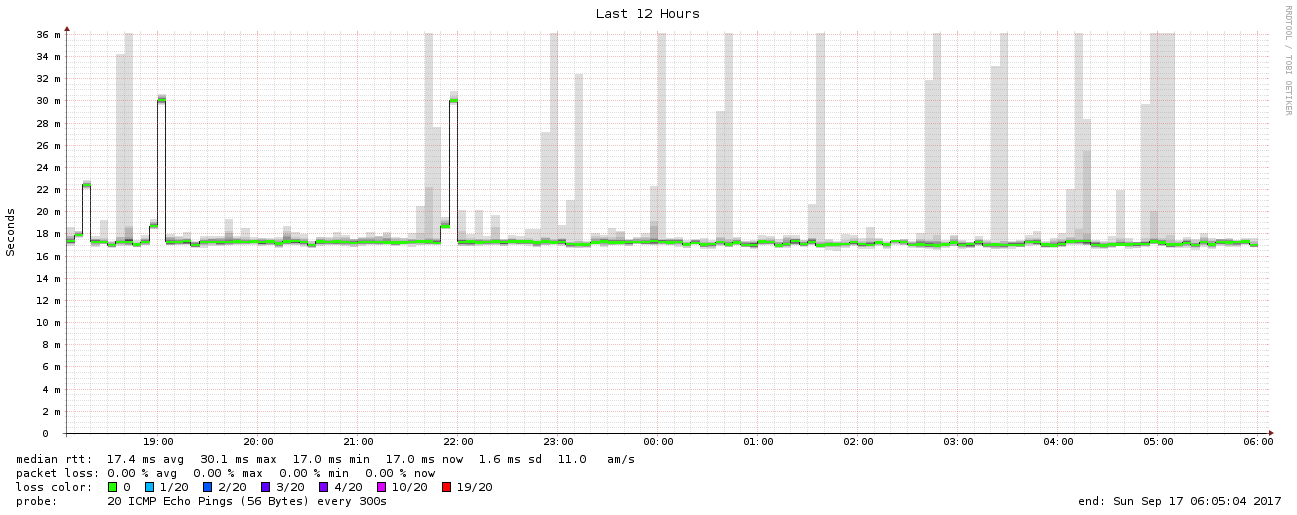 Last 12 Hours
RRDTOOL / TOBI OETIKER
Seconds
36 m
34 m
32 m
30 m
28 m
26 m
24 m
22 m
20 m
18 m
16 m
14 m
12 m
10 m
8 m
6 m
4 m
2 m
0
19:00 20:00 21:00 22:00 23:00 00:00 01:00 02:00 03:00 04:00 05:00 06:00
median rtt: 17.4 ms avg 30.1 ms max 17.0 ms min 17.0 ms now 1.6 ms sd 11.0 am/s
packet loss: 0.00 % avg 0.00 % max 0.00 % min 0.00 % now
loss color: 0 1/20 2/20 3/20 4/20 10/20 19/20
probe: 20 ICMP Echo Pings (56 Bytes) every 300s end: Sun Sep 17 06:05:04 2017